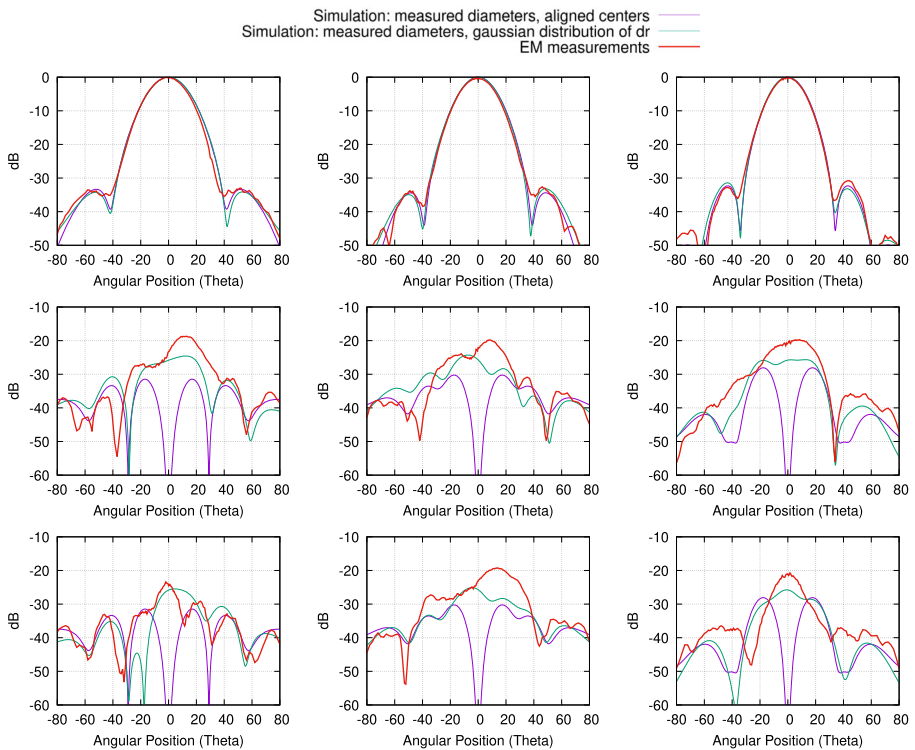 Simulation: measured diameters, aligned centers
Simulation: measured diameters, gaussian distribution of dr
EM measurements
0
-10
-20
-30
-40
-50
dB
-80 -60 -40 -20 0 20 40 60 80
Angular Position (Theta)
0
-10
-20
-30
-40
-50
dB
-80 -60 -40 -20 0 20 40 60 80
Angular Position (Theta)
0
-10
-20
-30
-40
-50
dB
-80 -60 -40 -20 0 20 40 60 80
Angular Position (Theta)
-10
-20
-30
-40
-50
-60
dB
-80 -60 -40 -20 0 20 40 60 80
Angular Position (Theta)
-10
-20
-30
-40
-50
-60
dB
-80 -60 -40 -20 0 20 40 60 80
Angular Position (Theta)
-10
-20
-30
-40
-50
-60
dB
-80 -60 -40 -20 0 20 40 60 80
Angular Position (Theta)
-10
-20
-30
-40
-50
-60
dB
-80 -60 -40 -20 0 20 40 60 80
Angular Position (Theta)
-10
-20
-30
-40
-50
-60
dB
-80 -60 -40 -20 0 20 40 60 80
Angular Position (Theta)
-10
-20
-30
-40
-50
-60
dB
-80 -60 -40 -20 0 20 40 60 80
Angular Position (Theta)